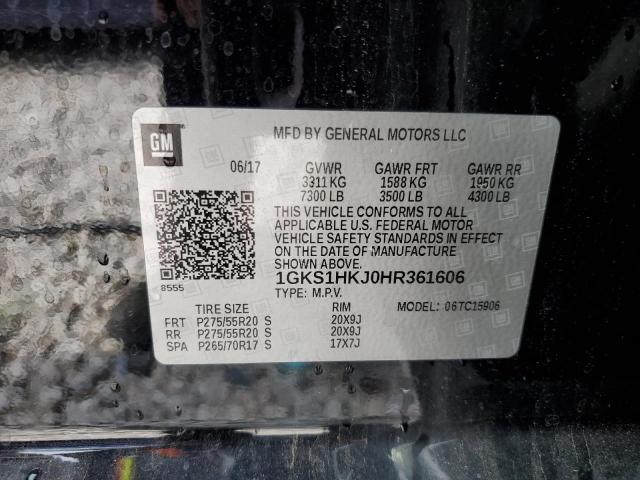 GM
MFD BY GENERAL MOTORS LLC
06/17 GVWR GAWR FRT GAWR RR
3311 KG 1588 KG 1950 KG
7300 LB 3500 LB 4300 LB
THIS VEHICLE CONFORMS TO ALL
APPLICABLE U.S. FEDERAL MOTOR
VEHICLE SAFETY STANDARDS IN EFFECT
ON THE DATE OF MANUFACTURE
SHOWN ABOVE.
8555
1GKS1HKJ0HR361606
TYPE: M.P.V.
TIRE SIZE RIM MODEL: 06TC15906
FRT P275/55R20 S 20X9J
RR P275/55R20 S 20X9J
SPA P265/70R17 S 17X7J